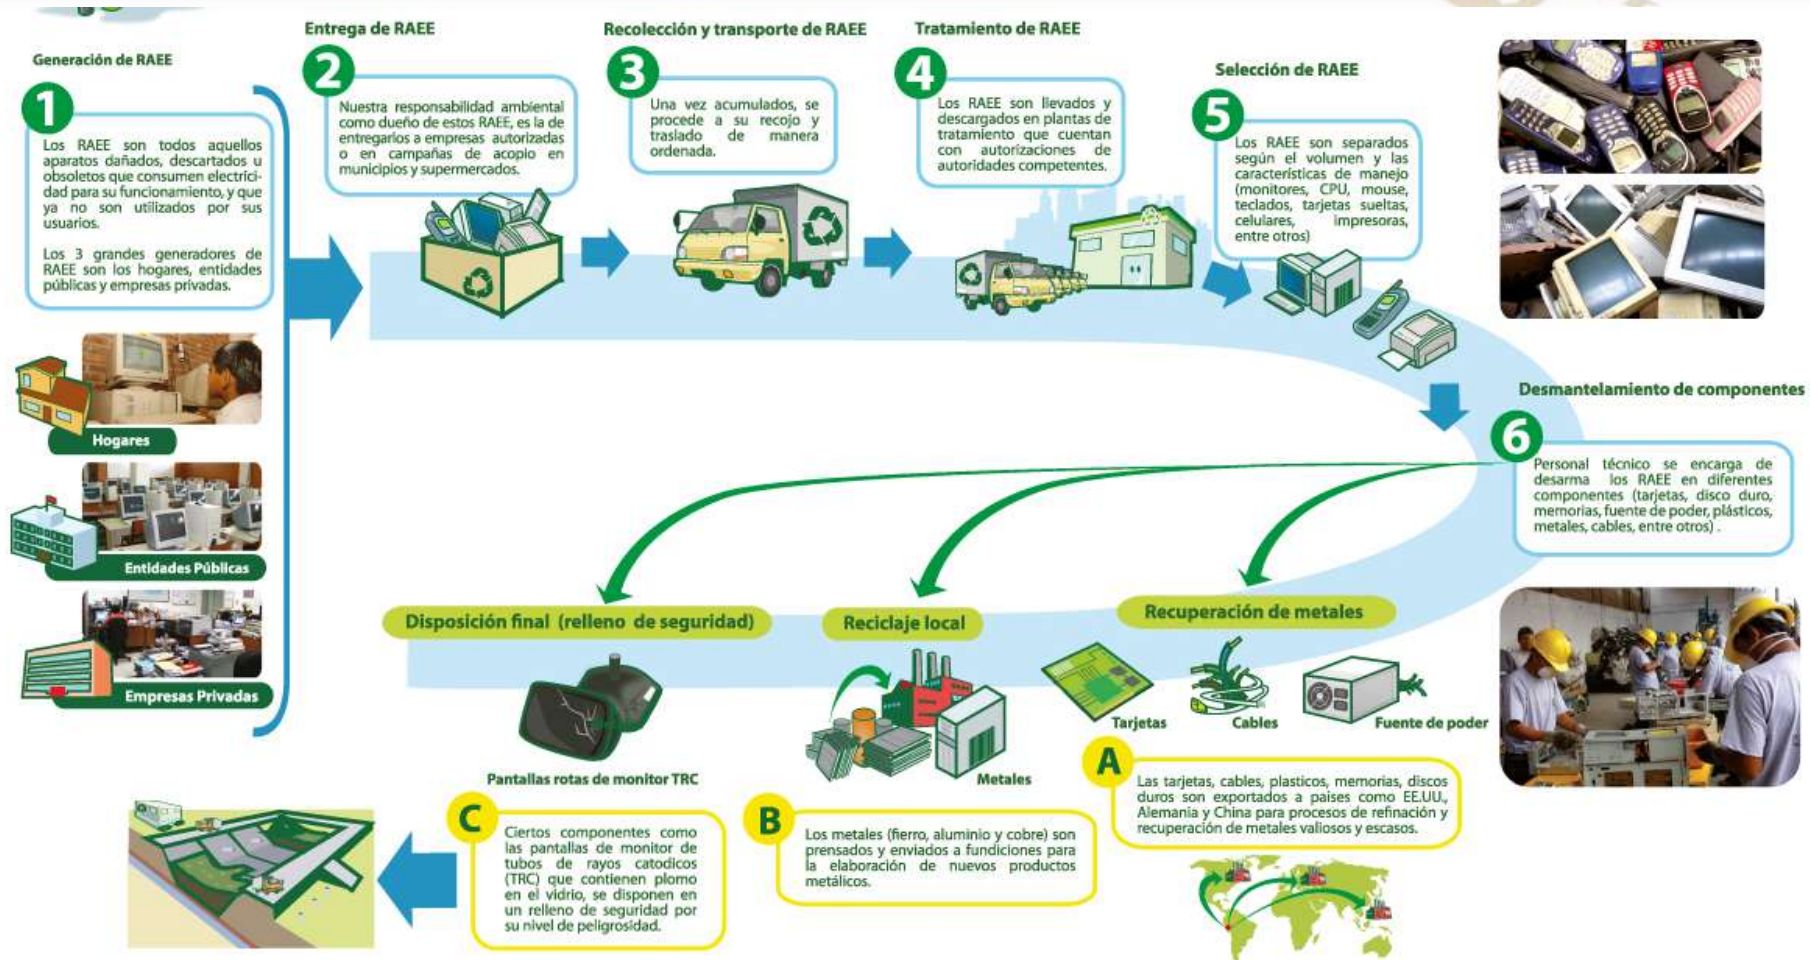 Generación de RAEE
1
Los RAEE son todos aquellos
aparatos dañados, descartados u
obsoletos que consumen electrici-
dad para su funcionamiento, y que
ya no son utilizados por sus
usuarios.
Los 3 grandes generadores de
RAEE son los hogares, entidades
públicas y empresas privadas.
Hogares
Entidades Públicas
Empresas Privadas
Entrega de RAEE
2
Nuestra responsabilidad ambiental
como dueño de estos RAEE, es la de
entregarlos a empresas autorizadas
o en campañas de acopio en
municipios y supermercados.
Recolección y transporte de RAEE
3
Una vez acumulados, se
procede a su recojo y
traslado de manera
ordenada.
Tratamiento de RAEE
4
Los RAEE son llevados y
descargados en plantas de
tratamiento que cuentan
con autorizaciones de
autoridades competentes.
Selección de RAEE
5
Los RAEE son separados
según el volumen y las
características de manejo
(monitores, CPU, mouse,
teclados, tarjetas sueltas,
celulares, impresoras,
entre otros)
Desmantelamiento de componentes
6
Personal técnico se encarga de
desarma los RAEE en diferentes
componentes (tarjetas, disco duro,
memorias, fuente de poder, plásticos,
metales, cables, entre otros) .
Recuperación de metales
Tarjetas
Cables
Fuente de poder
A
Las tarjetas, cables, plasticos, memorias, discos
duros son exportados a paises como EE.UU.,
Alemania y China para procesos de refinación y
recuperación de metales valiosos y escasos.
Reciclaje local
Metales
B
Los metales (fierro, aluminio y cobre) son
prensados y enviados a fundiciones para
la elaboración de nuevos productos
metálicos.
Disposición final (relleno de seguridad)
Pantallas rotas de monitor TRC
C
Ciertos componentes como
las pantallas de monitor de
tubos de rayos catodicos
(TRC) que contienen plomo
en el vidrio, se disponen en
un relleno de seguridad por
su nivel de peligrosidad.